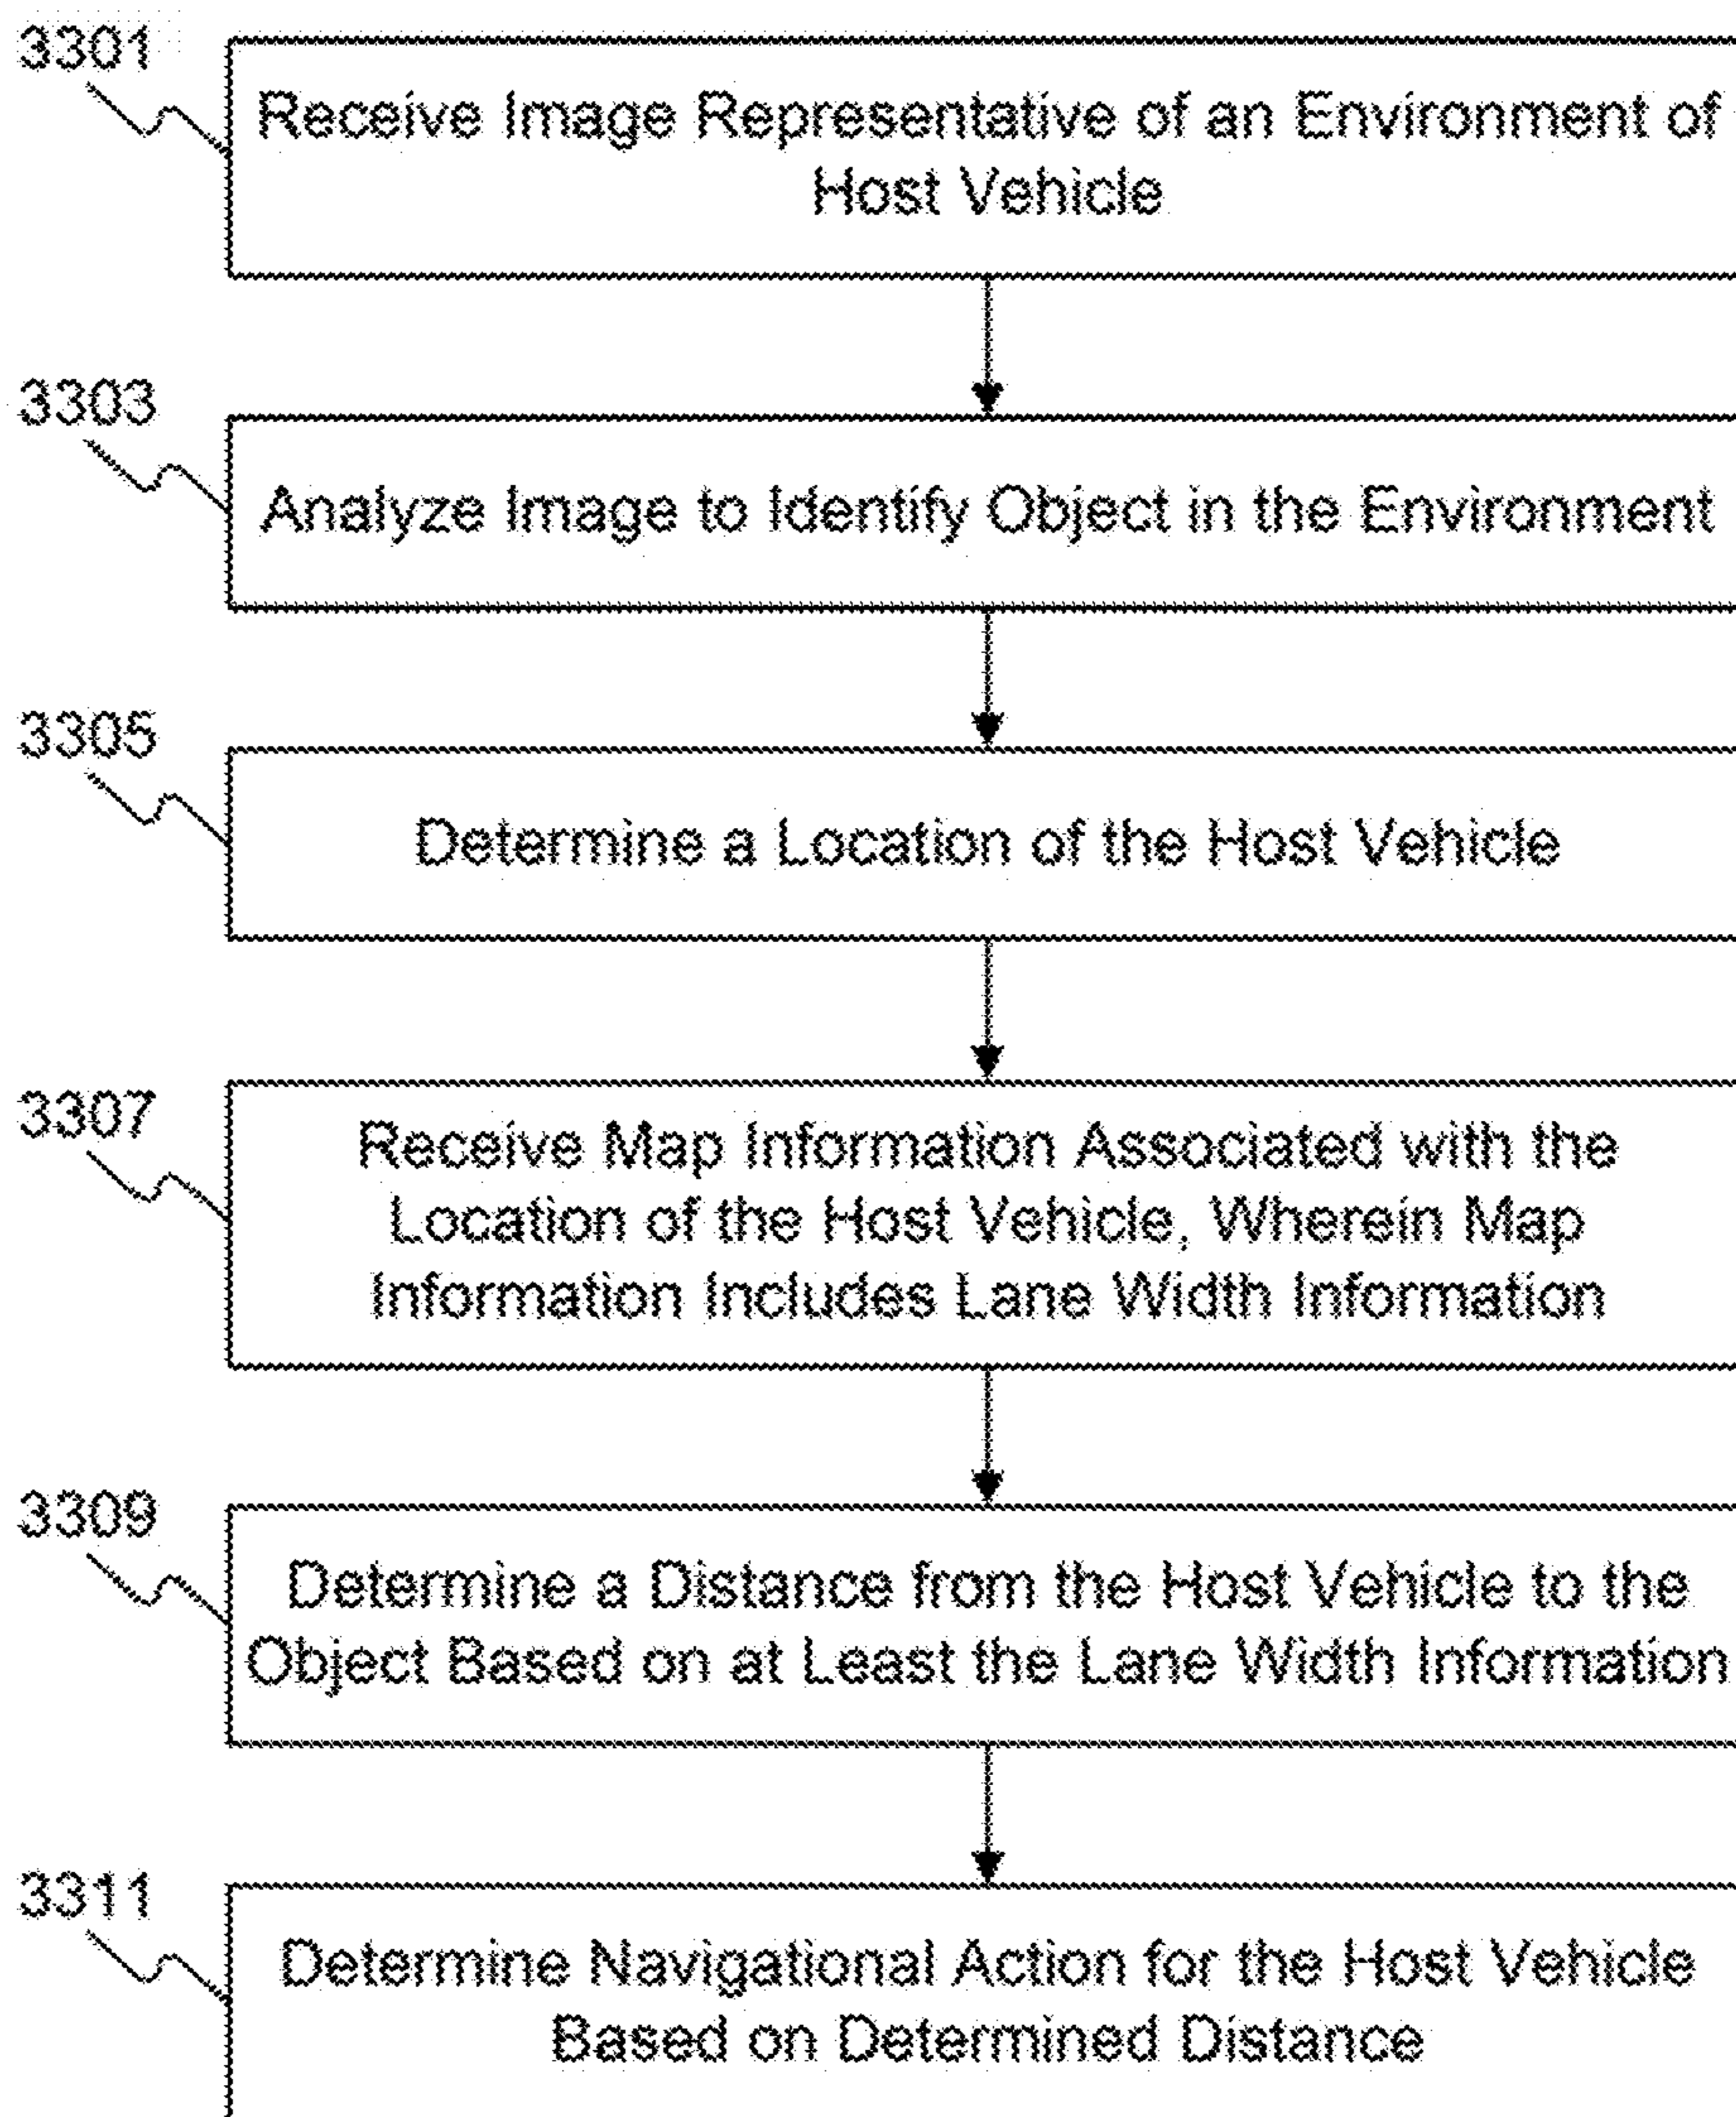 3301
Receive Image Representative of an Environment of
Host Vehicle
3303
Analyze Image to Identify Object in the Environment
3305
Determine a Location of the Host Vehicle
3307
Receive Map Information Associated with the
Location of the Host Vehicle, Wherein Map
Information Includes Lane Width Information
3309
Determine a Distance from the Host Vehicle to the
Object Based on at Least the Lane Width Information
3311
Determine Navigational Action for the Host Vehicle
Based on Determined Distance